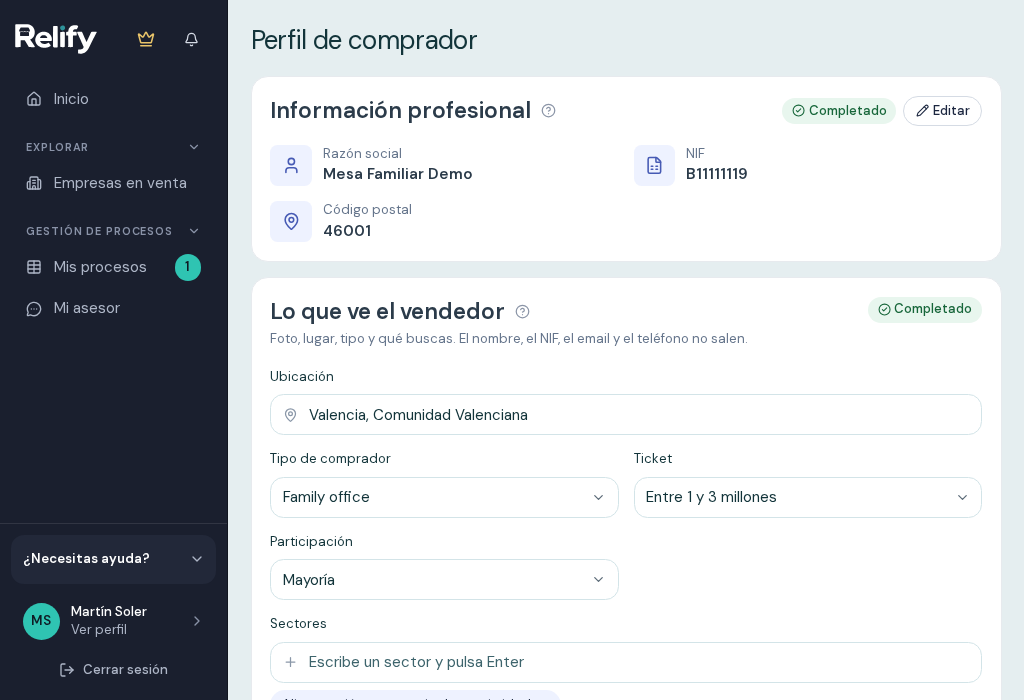 Relify
Inicio
EXPLORAR
Empresas en venta
GESTIÓN DE PROCESOS
Mis procesos 1
Mi asesor
¿Necesitas ayuda?
MS Martín Soler
Ver perfil
Cerrar sesión
Perfil de comprador
Información profesional
Completado
Editar
Razón social
Mesa Familiar Demo
NIF
B11111119
Código postal
46001
Lo que ve el vendedor
Completado
Foto, lugar, tipo y qué buscas. El nombre, el NIF, el email y el teléfono no salen.
Ubicación
Valencia, Comunidad Valenciana
Tipo de comprador
Family office
Ticket
Entre 1 y 3 millones
Participación
Mayoría
Sectores
Escribe un sector y pulsa Enter